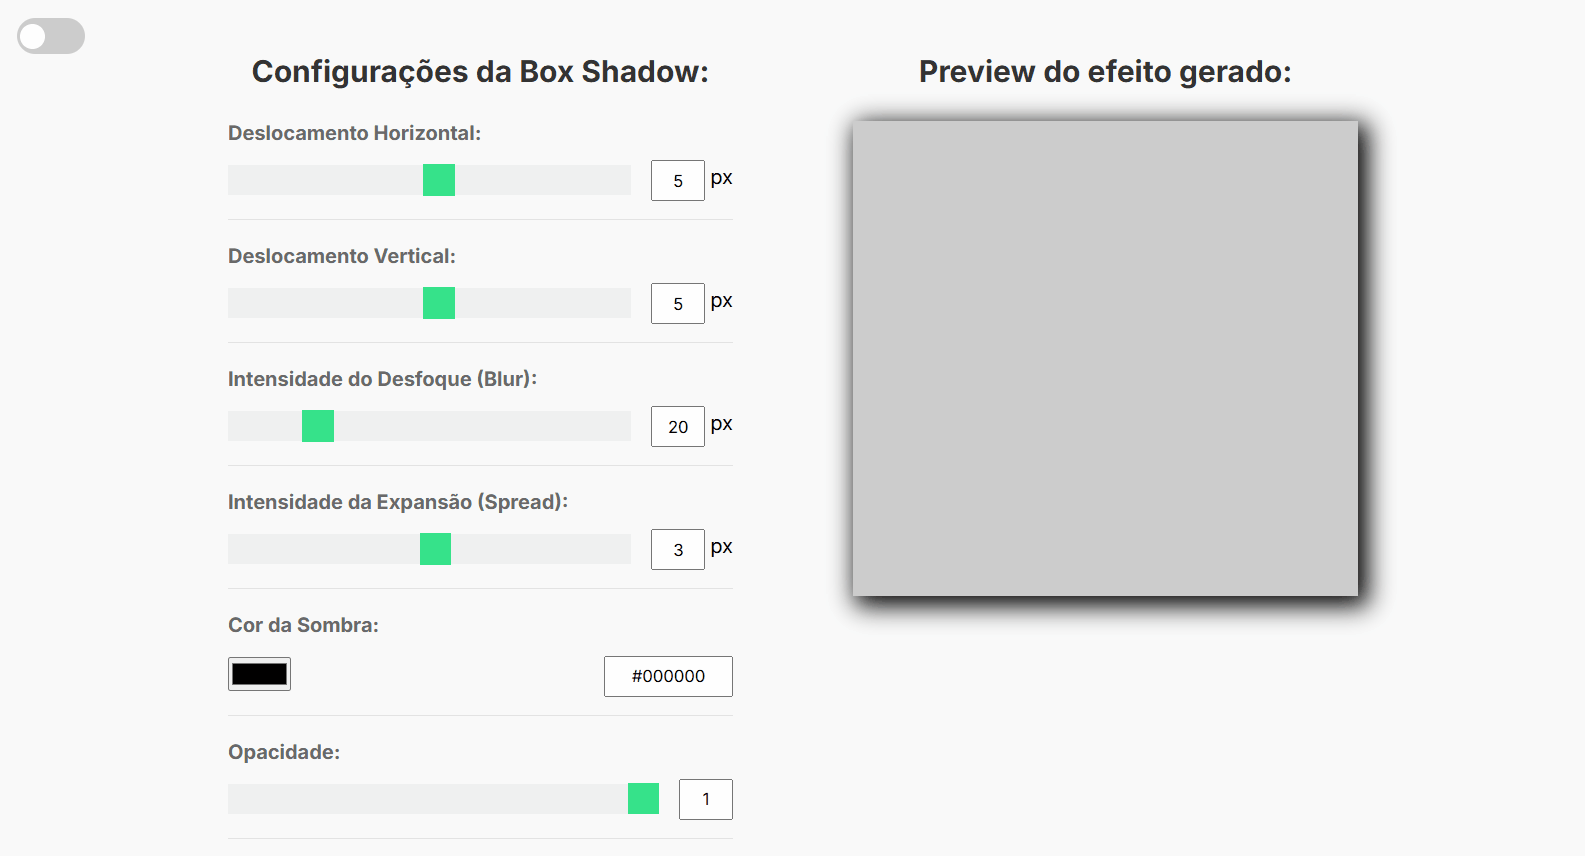 Configurações da Box Shadow:
Deslocamento Horizontal:
5 px
Deslocamento Vertical:
5 px
Intensidade do Desfoque (Blur):
20 px
Intensidade da Expansão (Spread):
3 px
Cor da Sombra:
#000000
Opacidade:
1
Preview do efeito gerado: